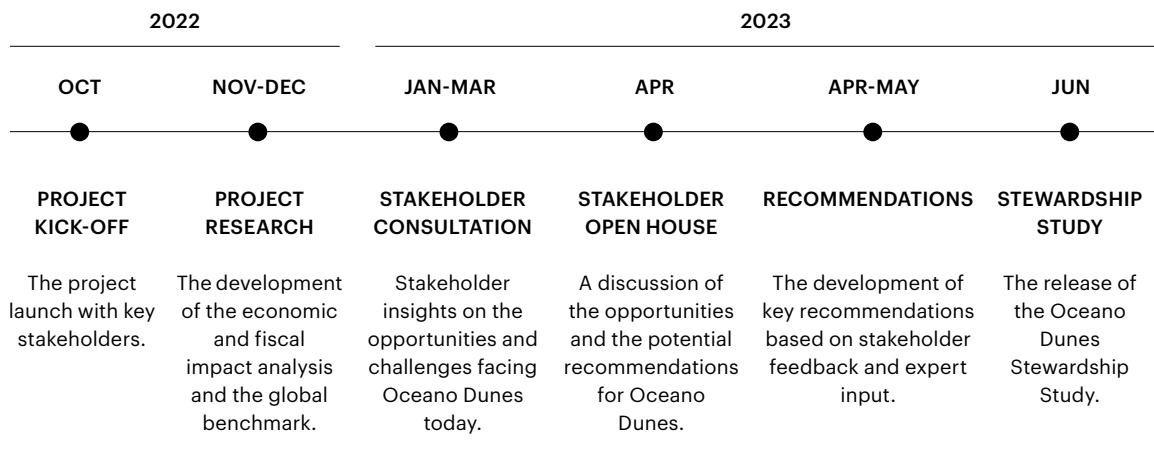 2022
2023
OCT
NOV-DEC
JAN-MAR
APR
APR-MAY
JUN
PROJECT
KICK-OFF
The project
launch with key
stakeholders.
PROJECT
RESEARCH
The development
of the economic
and fiscal
impact analysis
and the global
benchmark.
STAKEHOLDER
CONSULTATION
Stakeholder
insights on the
opportunities and
challenges facing
Oceano Dunes
today.
STAKEHOLDER
OPEN HOUSE
A discussion of
the opportunities
and the potential
recommendations
for Oceano
Dunes.
RECOMMENDATIONS
The development of
key recommendations
based on stakeholder
feedback and expert
input.
STEWARDSHIP
STUDY
The release of
the Oceano
Dunes
Stewardship
Study.